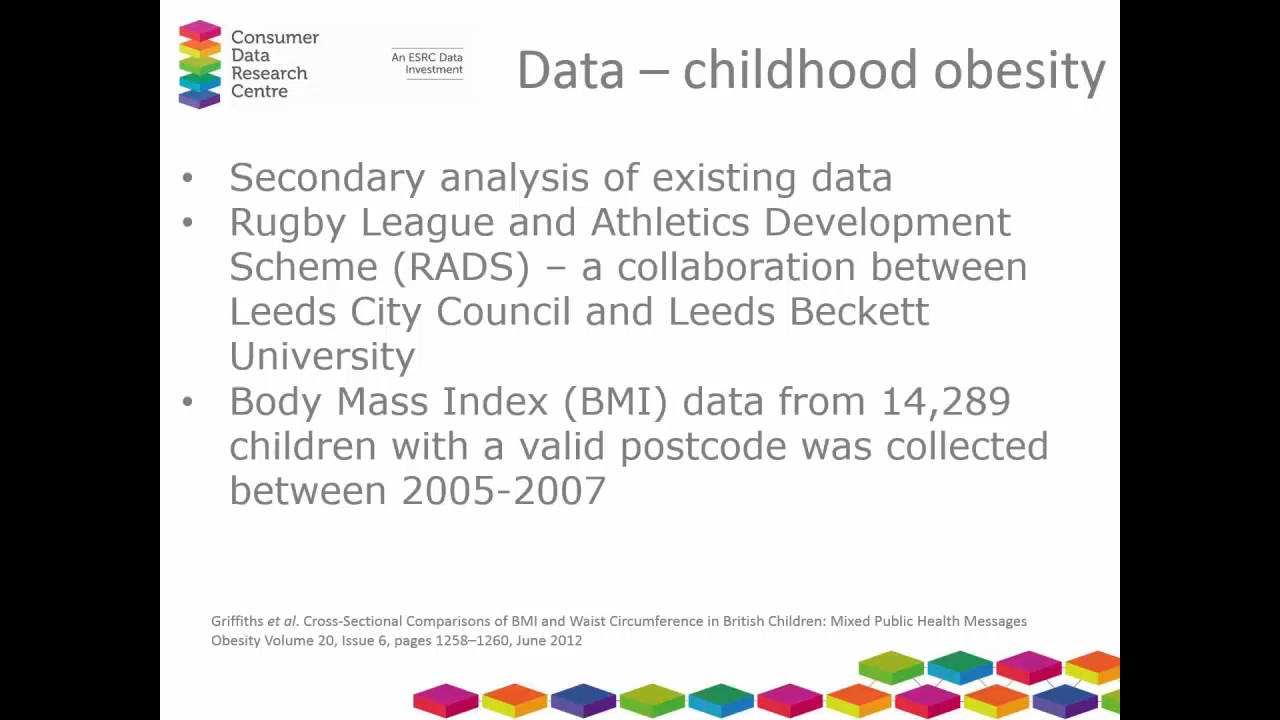 Consumer
Data
Research
Centre
An ESRC Data
Investment
Data – childhood obesity
• Secondary analysis of existing data
• Rugby League and Athletics Development
Scheme (RADS) – a collaboration between
Leeds City Council and Leeds Beckett
University
• Body Mass Index (BMI) data from 14,289
children with a valid postcode was collected
between 2005-2007
Griffiths et al. Cross-Sectional Comparisons of BMI and Waist Circumference in British Children: Mixed Public Health Messages
Obesity Volume 20, Issue 6, pages 1258–1260, June 2012